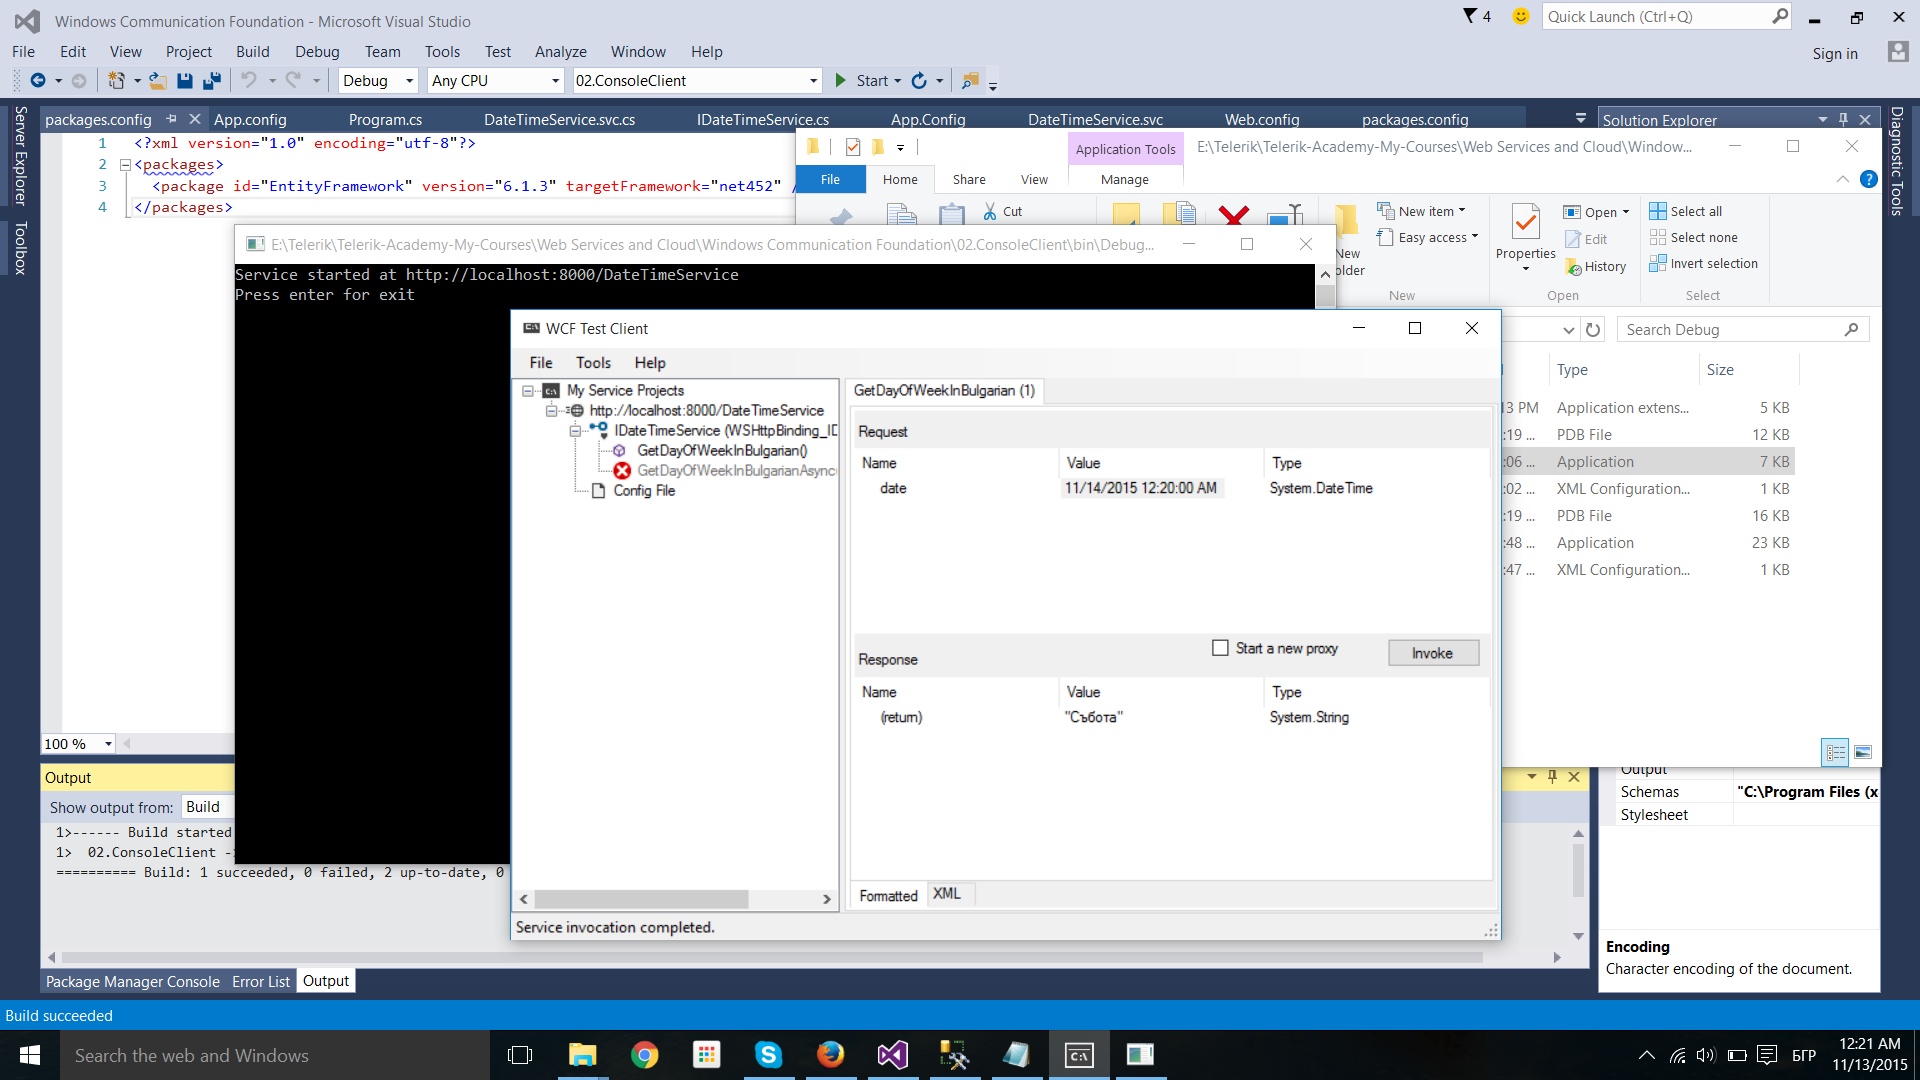 Windows Communication Foundation - Microsoft Visual Studio
4
Quick Launch (Ctrl+Q)
File Edit View Project Build Debug Team Tools Test Analyze Window Help
Sign in
Debug Any CPU 02.ConsoleClient Start
Server Explorer
Toolbox
Diagnostic Tools
packages.config App.config Program.cs DateTimeService.svc.cs IDateTimeService.cs App.Config DateTimeService.svc Web.config packages.config
Solution Explorer
1 <?xml version="1.0" encoding="utf-8"?>
2 <packages>
3 <package id="EntityFramework" version="6.1.3" targetFramework="net452" /
4 </packages>
100 %
Application Tools
E:\Telerik\Telerik-Academy-My-Courses\Web Services and Cloud\Window...
File Home Share View Manage
Cut
New item
Easy access
New
Properties
Open
Edit
History
Open
Select all
Select none
Invert selection
Select
Search Debug
Type Size
13 PM Application extens... 5 KB
:19 ... PDB File 12 KB
:06 ... Application 7 KB
:02 ... XML Configuration... 1 KB
:19 ... PDB File 16 KB
:48 ... Application 23 KB
:47 ... XML Configuration... 1 KB
E:\Telerik\Telerik-Academy-My-Courses\Web Services and Cloud\Windows Communication Foundation\02.ConsoleClient\bin\Debug...
Service started at http://localhost:8000/DateTimeService
Press enter for exit
WCF Test Client
File Tools Help
My Service Projects
http://localhost:8000/DateTimeService
IDateTimeService (WSHttpBinding_ID
GetDayOfWeekInBulgarian()
GetDayOfWeekInBulgarianAsync
Config File
GetDayOfWeekInBulgarian (1)
Request
Name Value Type
date 11/14/2015 12:20:00 AM System.DateTime
Start a new proxy
Invoke
Response
Name Value Type
(return) "Събота" System.String
Formatted XML
Service invocation completed.
Output
Show output from: Build
1>------ Build started
1> 02.ConsoleClient -
========== Build: 1 succeeded, 0 failed, 2 up-to-date, 0
Package Manager Console Error List Output
Output
Schemas "C:\Program Files (x
Stylesheet
Encoding
Character encoding of the document.
Build succeeded
Search the web and Windows
БГР
12:21 AM
11/13/2015